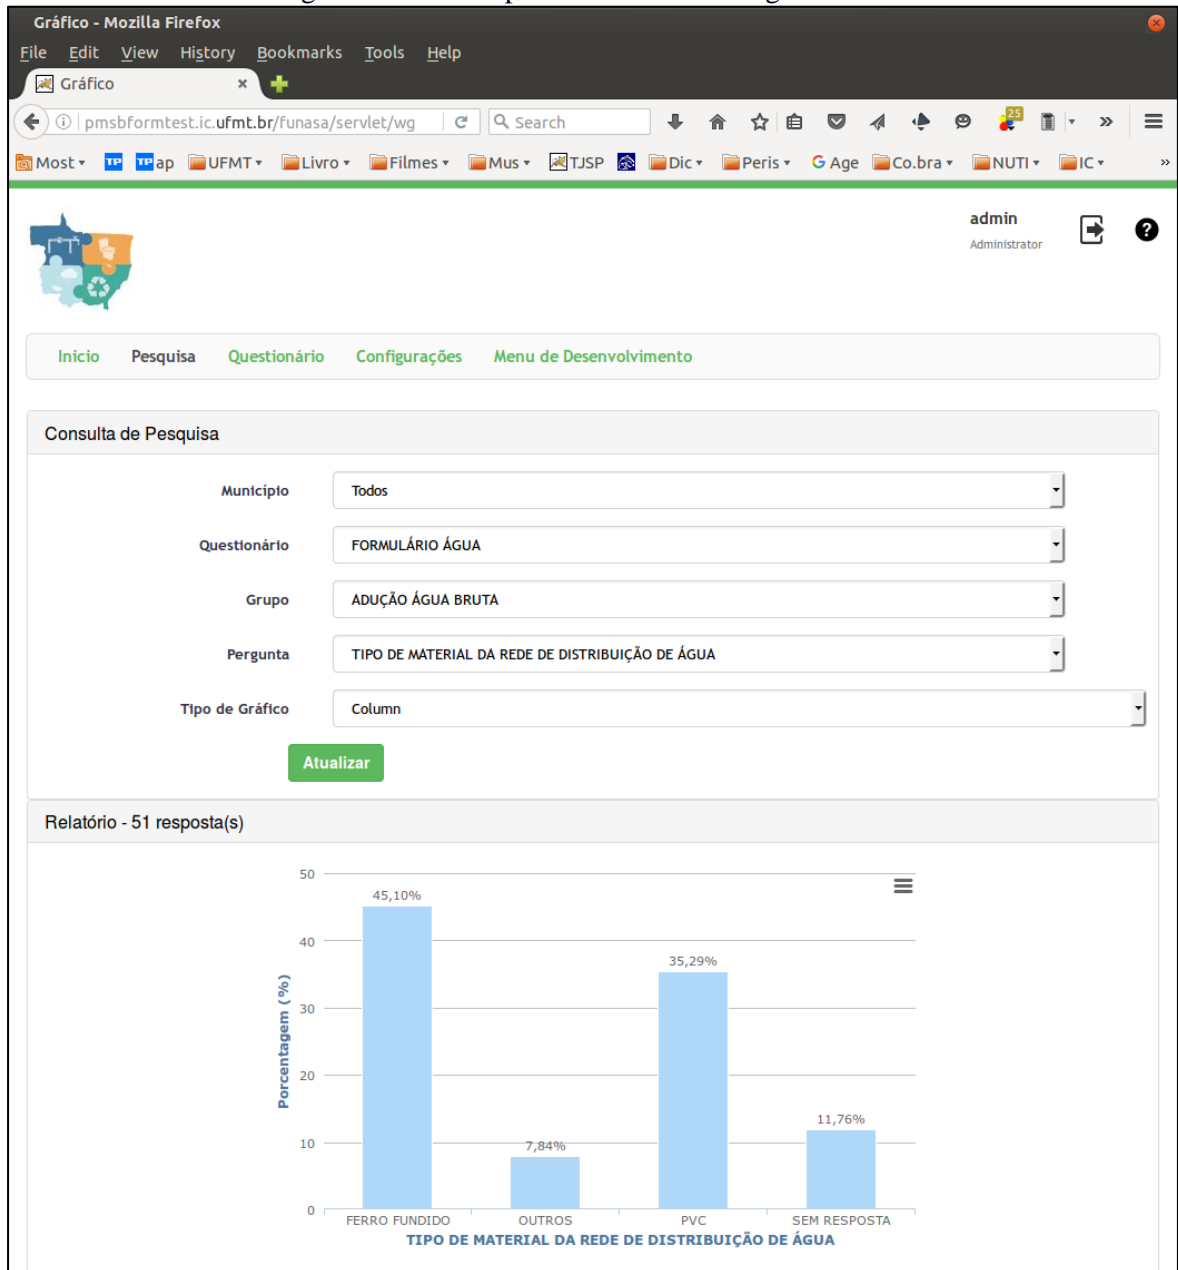 Gráfico - Mozilla Firefox
File Edit View History Bookmarks Tools Help
Gráfico
pmsbformtest.ic.ufmt.br/funasa/servlet/wg Search 25
Most TP TP ap UFMT Livro Filmes Mus TJSP Dic Peris G Age Co.bra NUTI IC »
admin
Administrator
Inicio Pesquisa Questionário Configurações Menu de Desenvolvimento
Consulta de Pesquisa
Município Todos
Questionário FORMULÁRIO ÁGUA
Grupo ADUÇÃO ÁGUA BRUTA
Pergunta TIPO DE MATERIAL DA REDE DE DISTRIBUIÇÃO DE ÁGUA
Tipo de Gráfico Column
Atualizar
Relatório - 51 resposta(s)
50
45,10%
40
35,29%
30
Porcentagem (%)
20
11,76%
10
7,84%
0
FERRO FUNDIDO OUTROS PVC SEM RESPOSTA
TIPO DE MATERIAL DA REDE DE DISTRIBUIÇÃO DE ÁGUA